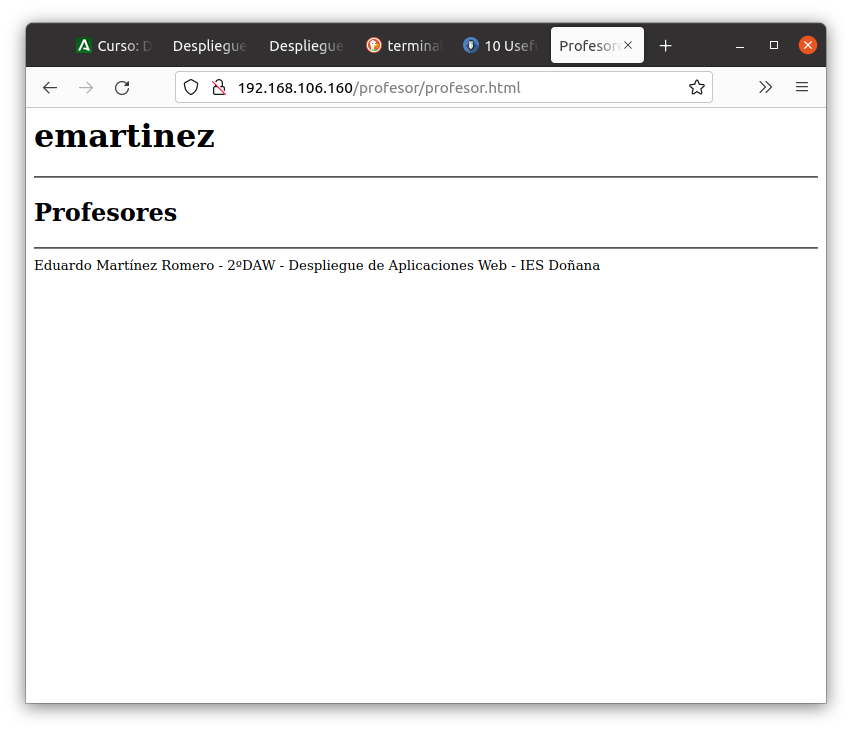 Curso: D
Despliegue
Despliegue
terminal
10 Usefu
Profesor
192.168.106.160/profesor/profesor.html
emartinez
Profesores
Eduardo Martínez Romero - 2ºDAW - Despliegue de Aplicaciones Web - IES Doñana